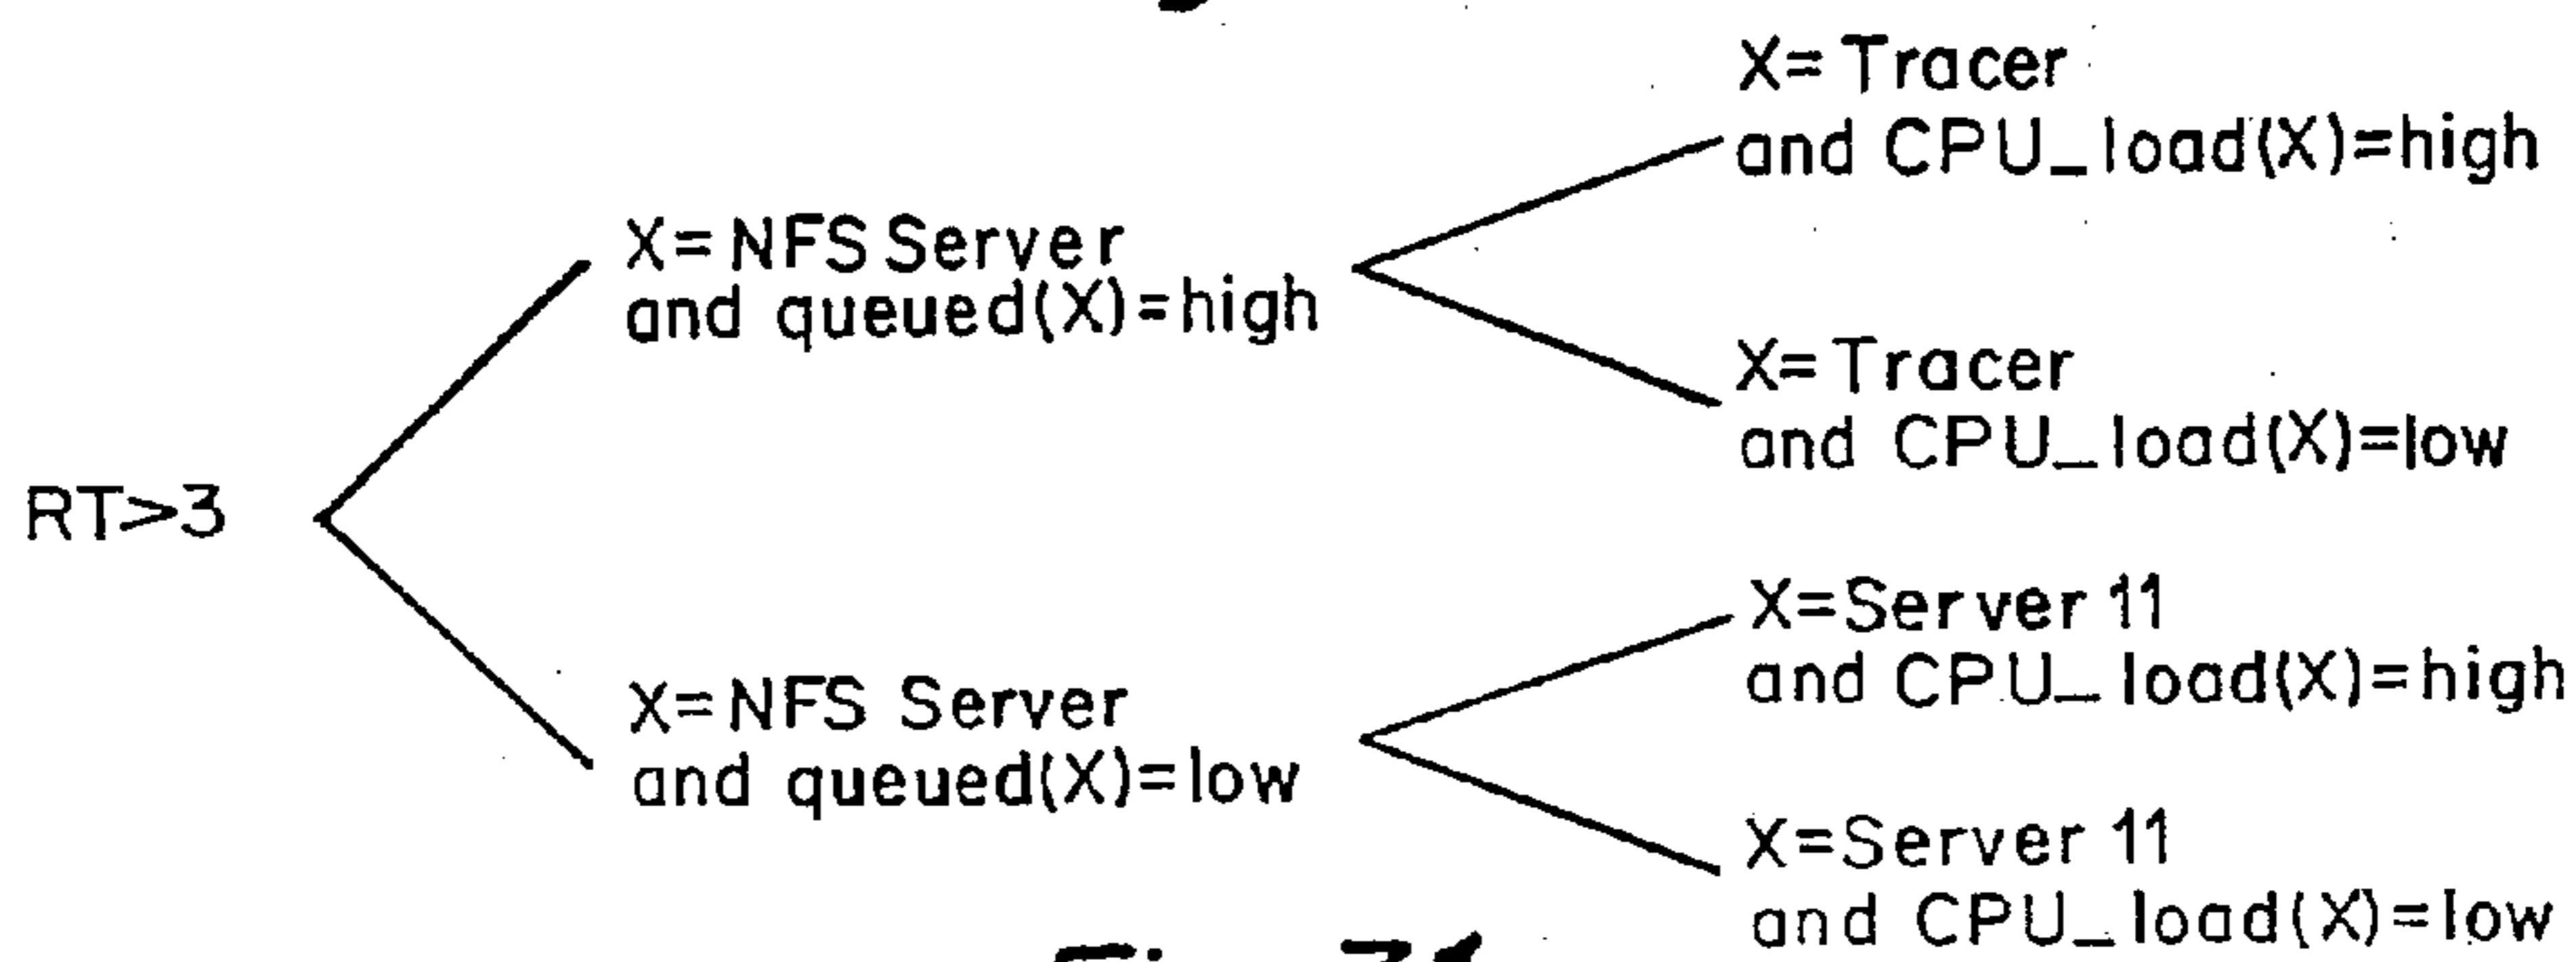 RT>3
X=NFS Server
and queued(X)=high
X=NFS Server
and queued(X)=low
X=Tracer
and CPU_load(X)=high
X=Tracer
and CPU_load(X)=low
X=Server 11
and CPU_load(X)=high
X=Server 11
and CPU_load(X)=low